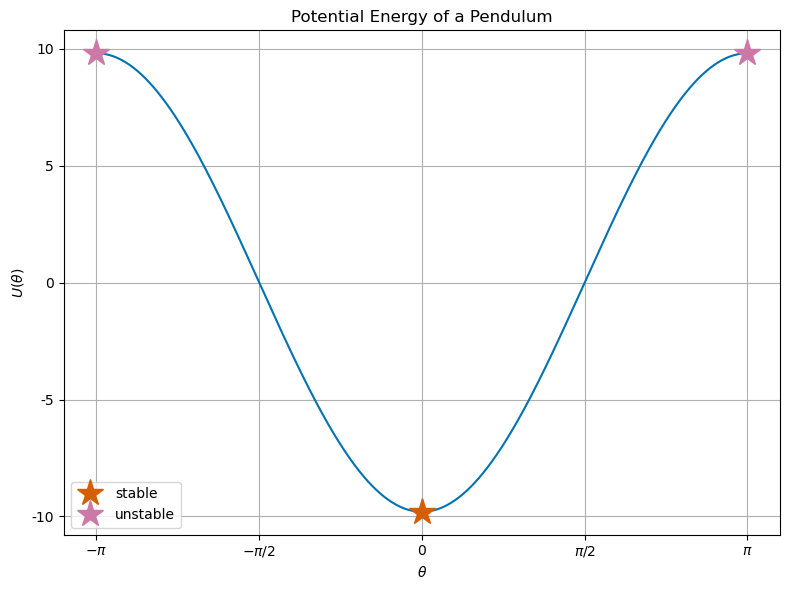 Potential Energy of a Pendulum
U(θ)
10
5
0
-5
-10
stable
unstable
−π
−π/2
0
π/2
π
θ